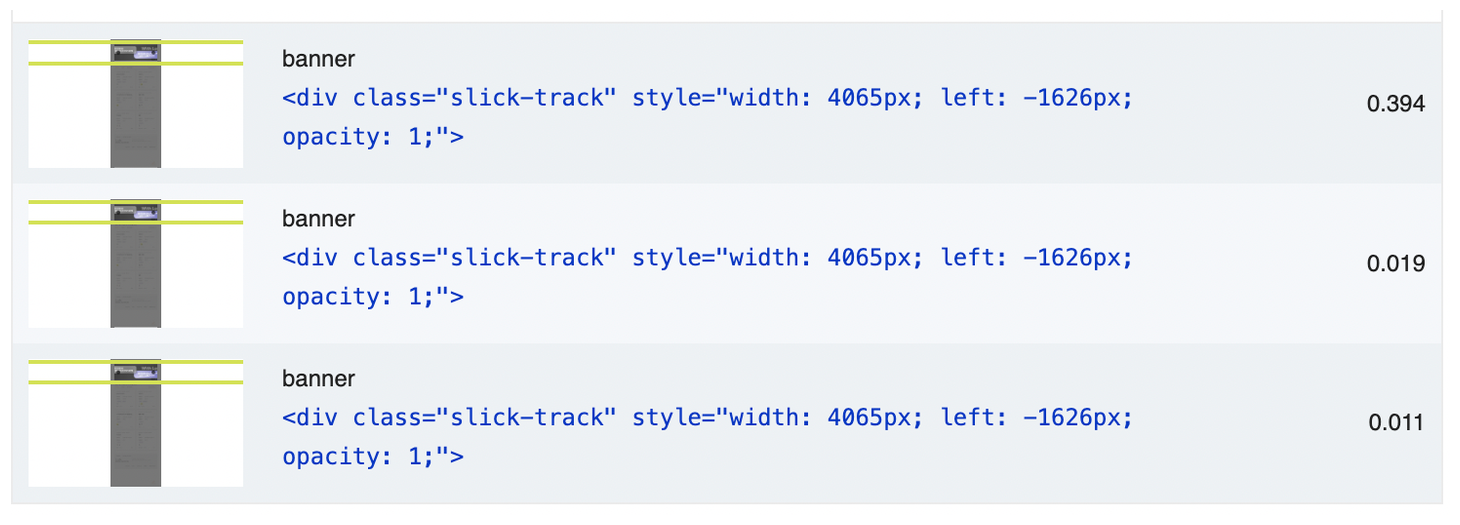 banner
<div class="slick-track" style="width: 4065px; left: -1626px;
opacity: 1;">
0.394
banner
<div class="slick-track" style="width: 4065px; left: -1626px;
opacity: 1;">
0.019
banner
<div class="slick-track" style="width: 4065px; left: -1626px;
opacity: 1;">
0.011